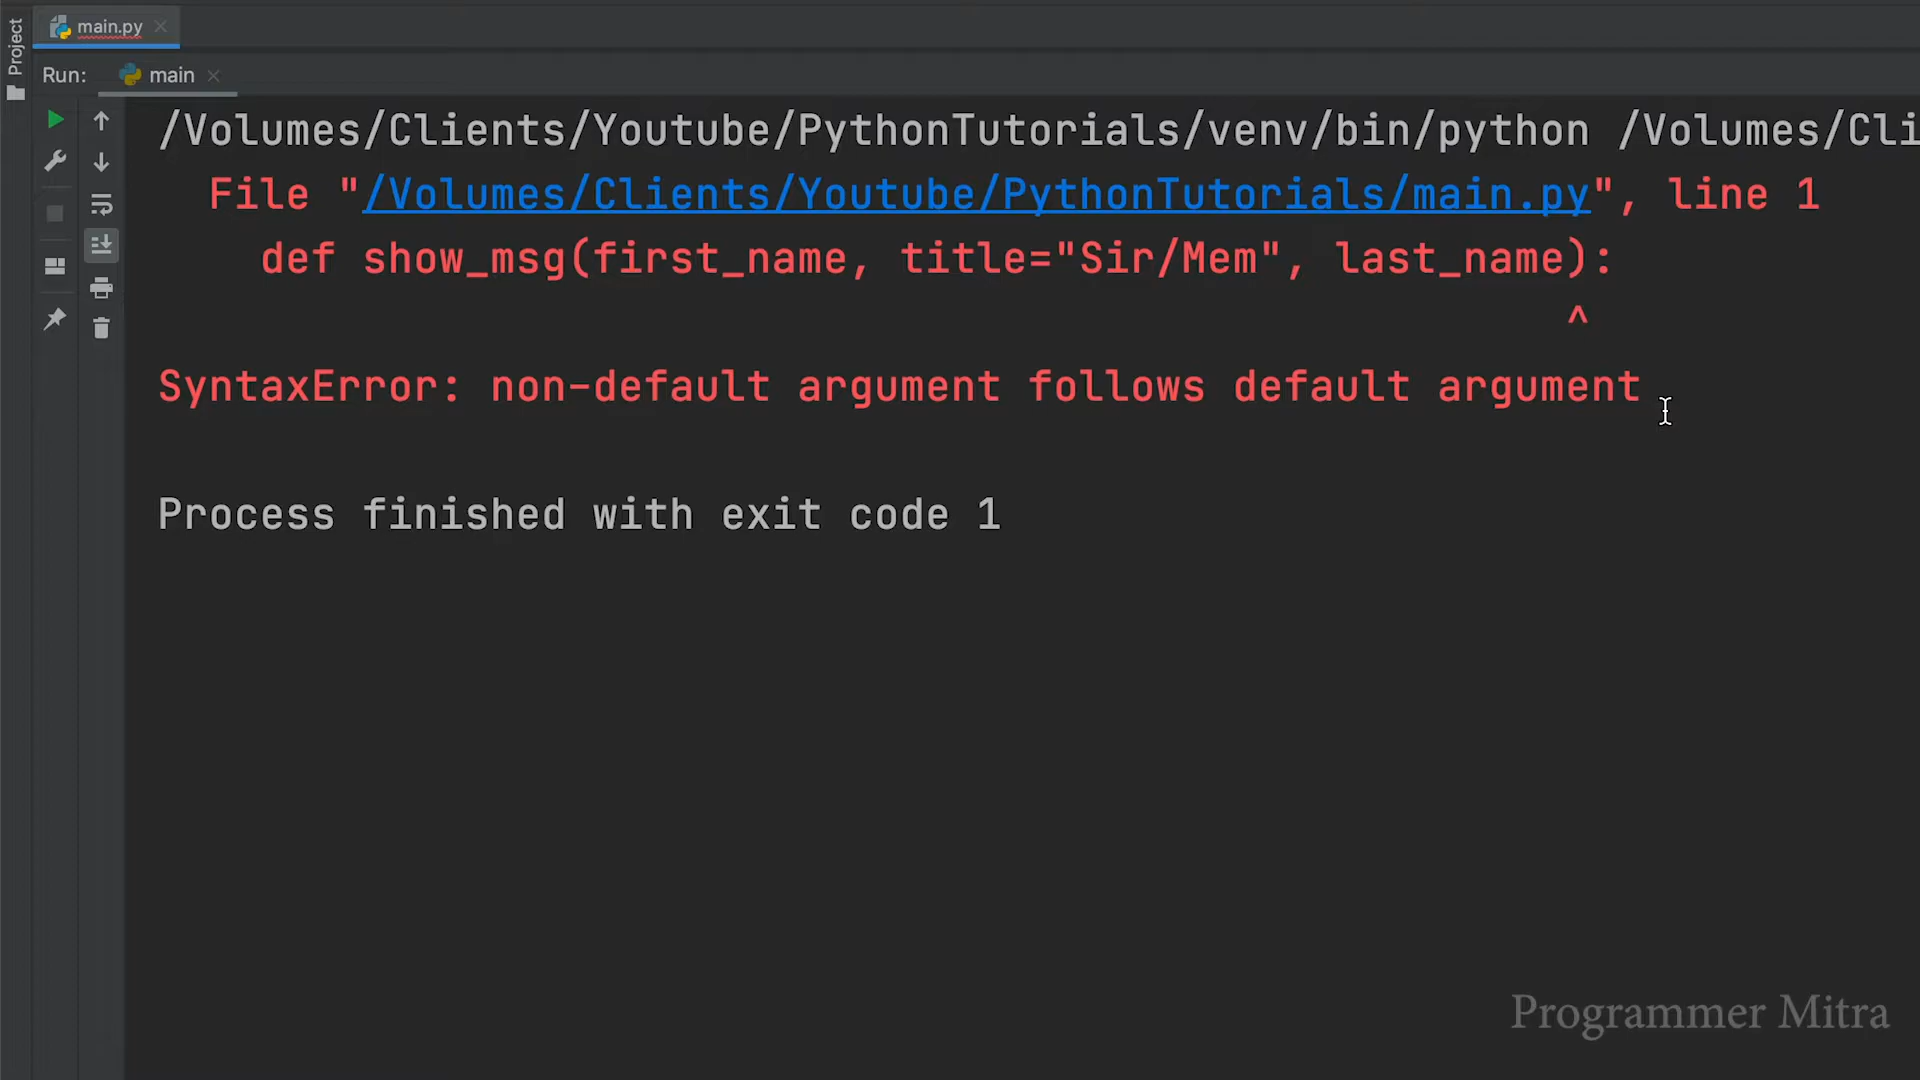 Project
main.py
Run:
main
/Volumes/Clients/Youtube/PythonTutorials/venv/bin/python /Volumes/Cli
File "/Volumes/Clients/Youtube/PythonTutorials/main.py", line 1
def show_msg(first_name, title="Sir/Mem", last_name):
^
SyntaxError: non-default argument follows default argument
Process finished with exit code 1
Programmer Mitra